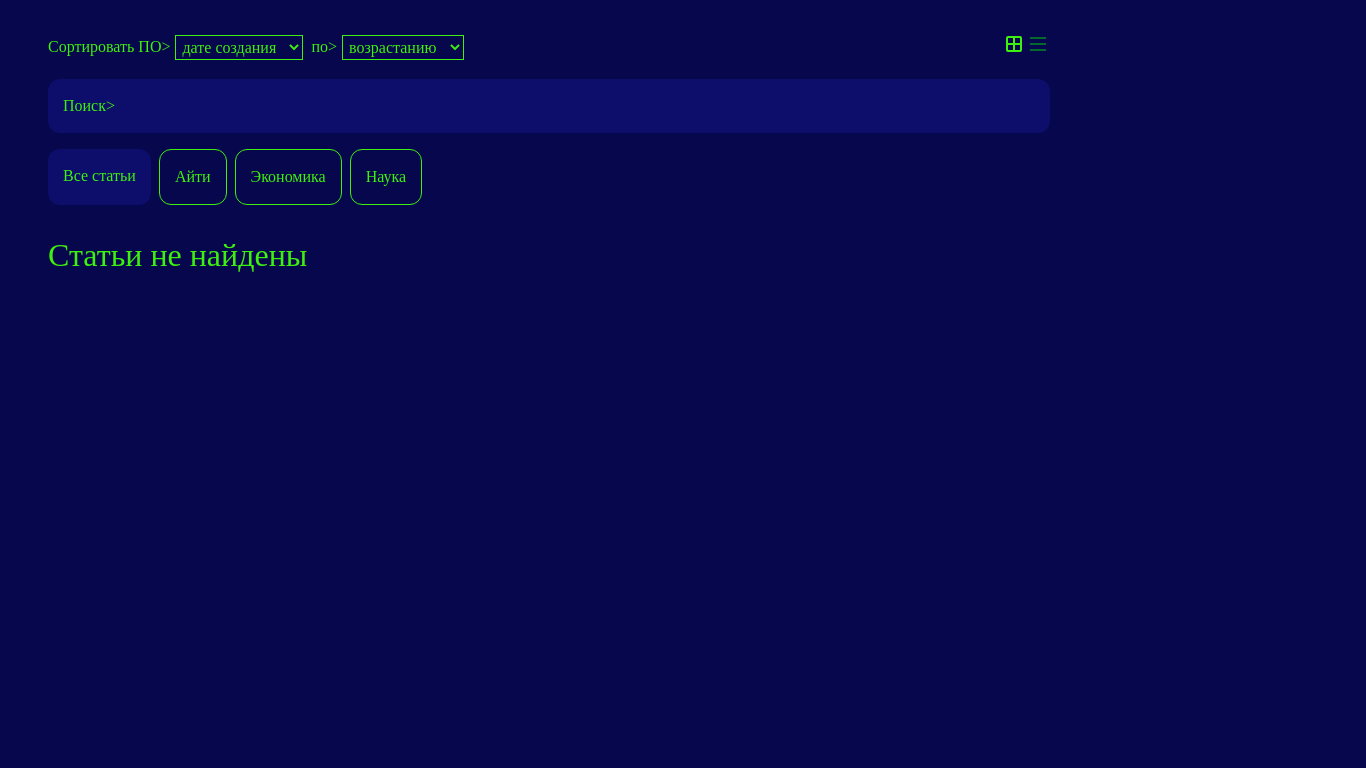 Сортировать ПО> дате создания по> возрастанию
Поиск>
Все статьи Айти Экономика Наука
Статьи не найдены